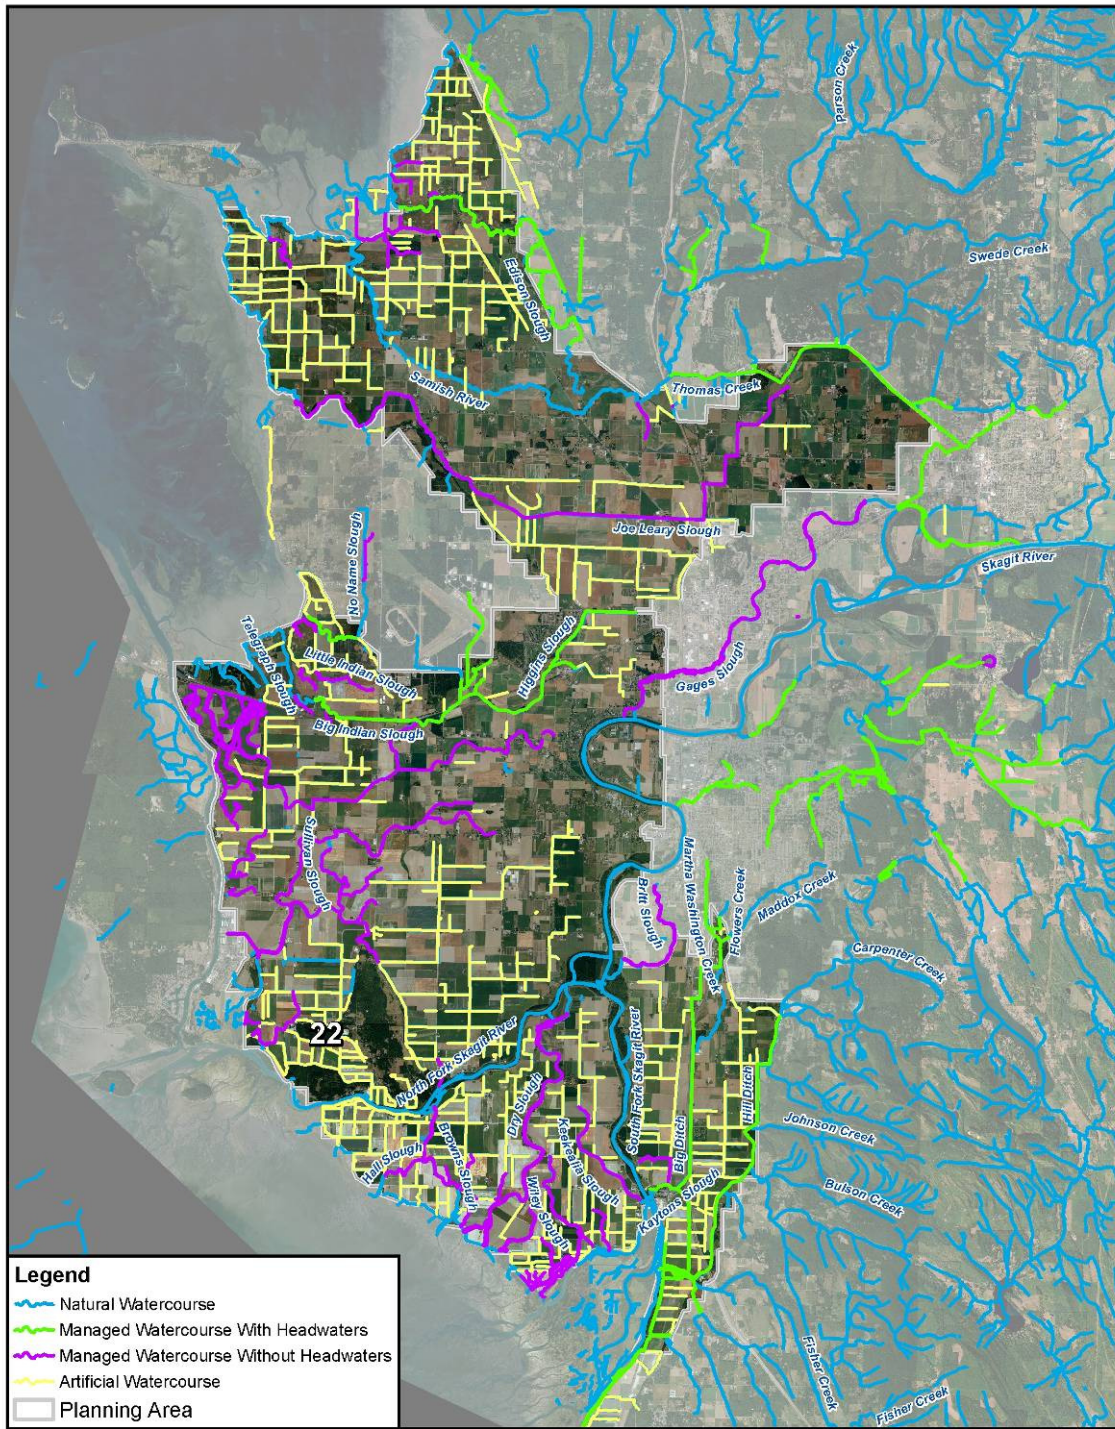 Parson Creek
Swede Creek
Edison Slough
Samish River
Thomas Creek
Joe Leary Slough
No Name Slough
Skagit River
Telegraph Slough
Little Indian Slough
Higgins Slough
Gages Slough
Big Indian Slough
Sullivan Slough
Martha Washington Creek
Britt Slough
Flowers Creek
Maddox Creek
Carpenter Creek
22
North Fork Skagit River
South Fork Skagit River
Dry Slough
Hill Ditch
Big Ditch
Johnson Creek
Hall Slough
Browns Slough
Keekealia Slough
Wiley Slough
Kaytons Slough
Bulson Creek
Fisher Creek
Fisher Creek
Legend
Natural Watercourse
Managed Watercourse With Headwaters
Managed Watercourse Without Headwaters
Artificial Watercourse
Planning Area